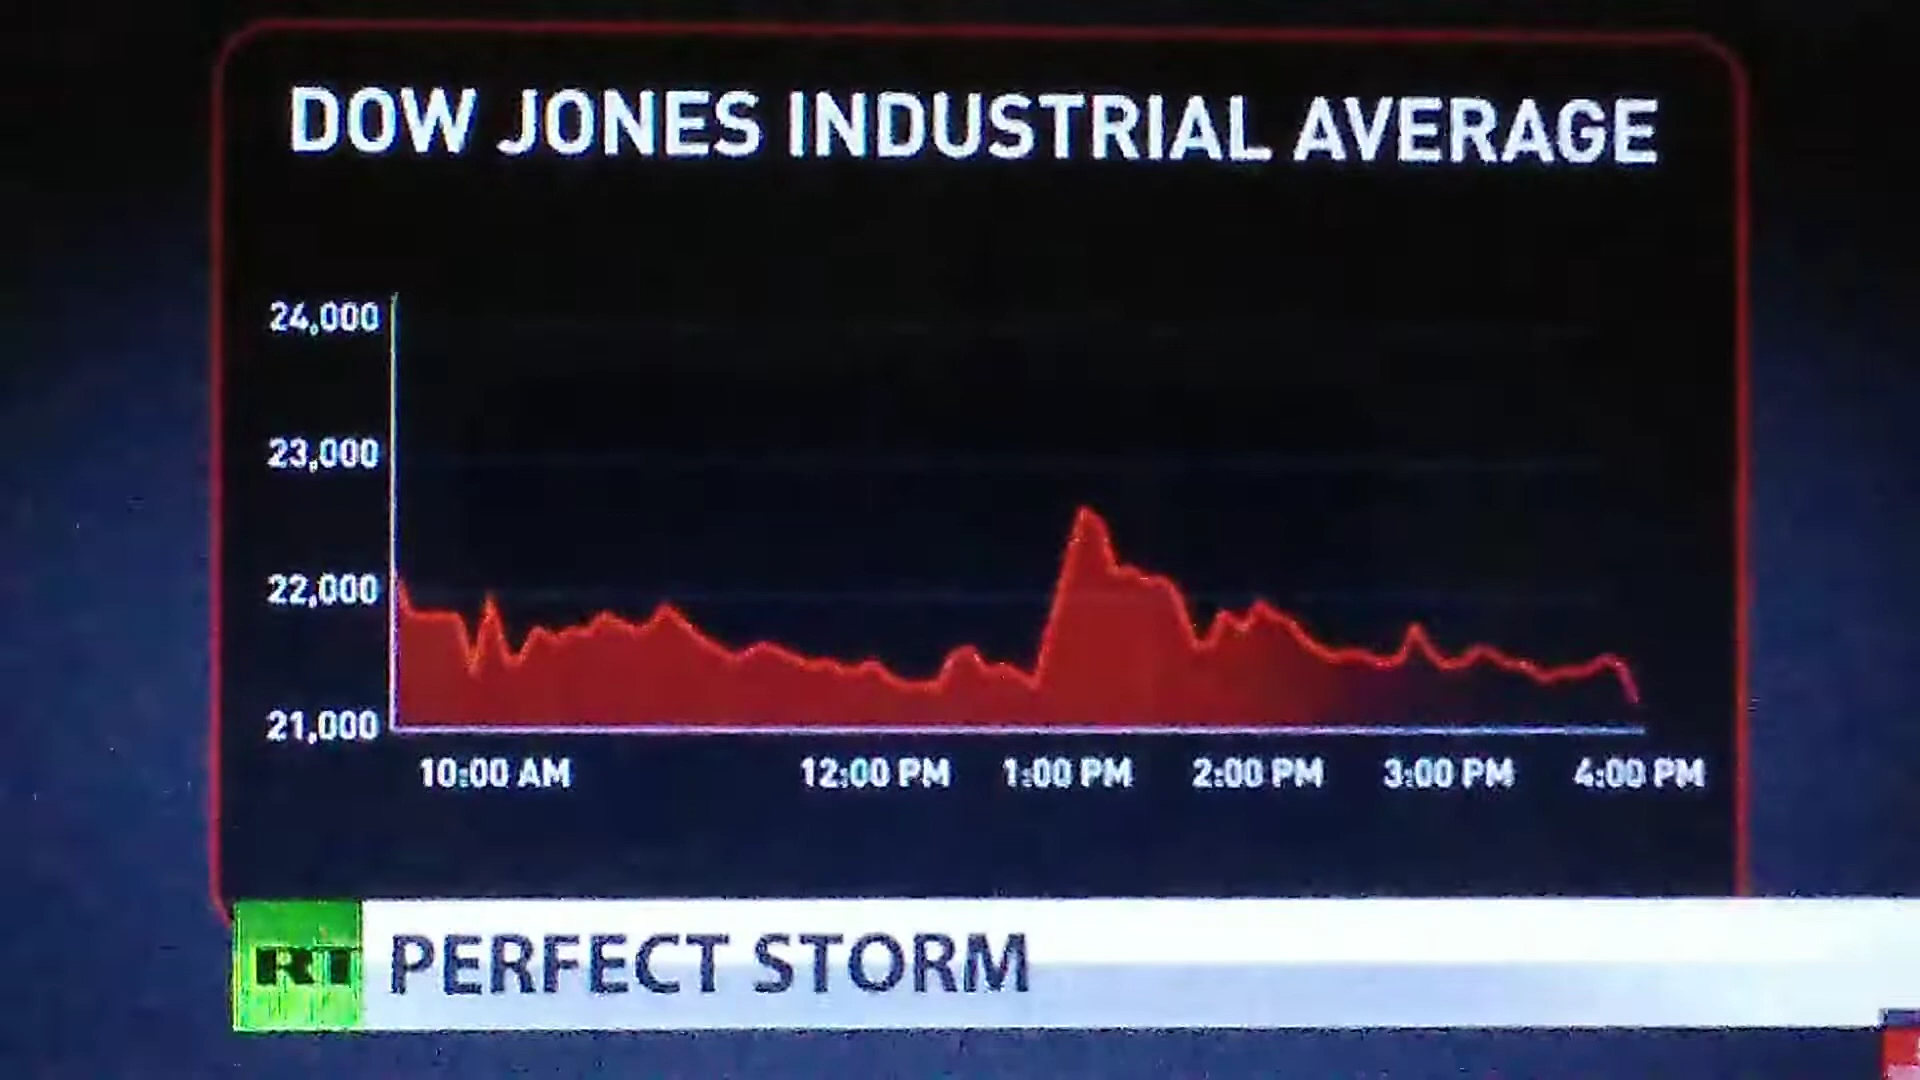 DOW JONES INDUSTRIAL AVERAGE
24,000
23,000
22,000
21,000
10:00 AM 12:00 PM 1:00 PM 2:00 PM 3:00 PM 4:00 PM
RT PERFECT STORM